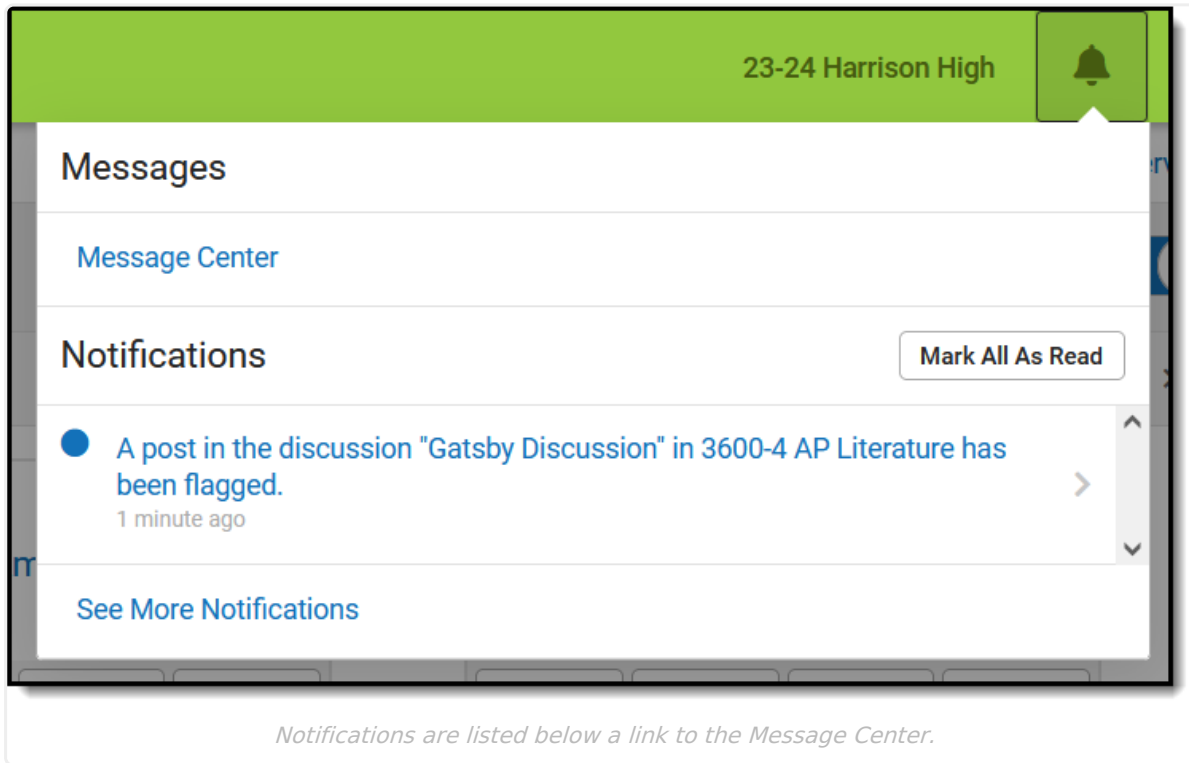 23-24 Harrison High
Messages
Message Center
Notifications
Mark All As Read
A post in the discussion "Gatsby Discussion" in 3600-4 AP Literature has
been flagged.
1 minute ago
See More Notifications
Notifications are listed below a link to the Message Center.